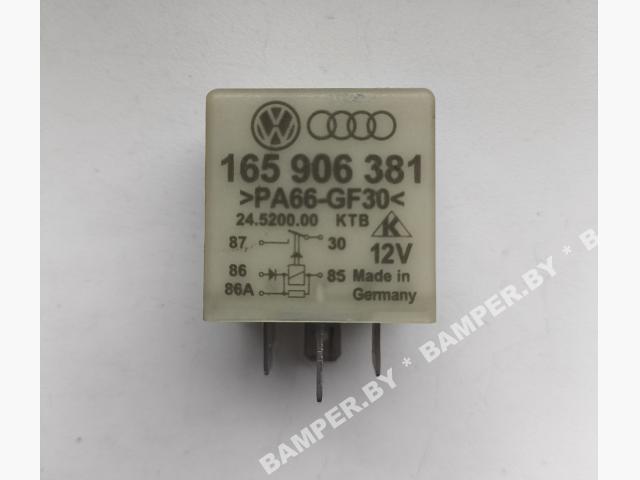 165 906 381
>PA66-GF30<
24.5200.00 KTB
K
12V
87 30
86 85
86A
Made in
Germany
BAMPER.BY * BAMPER.BY *